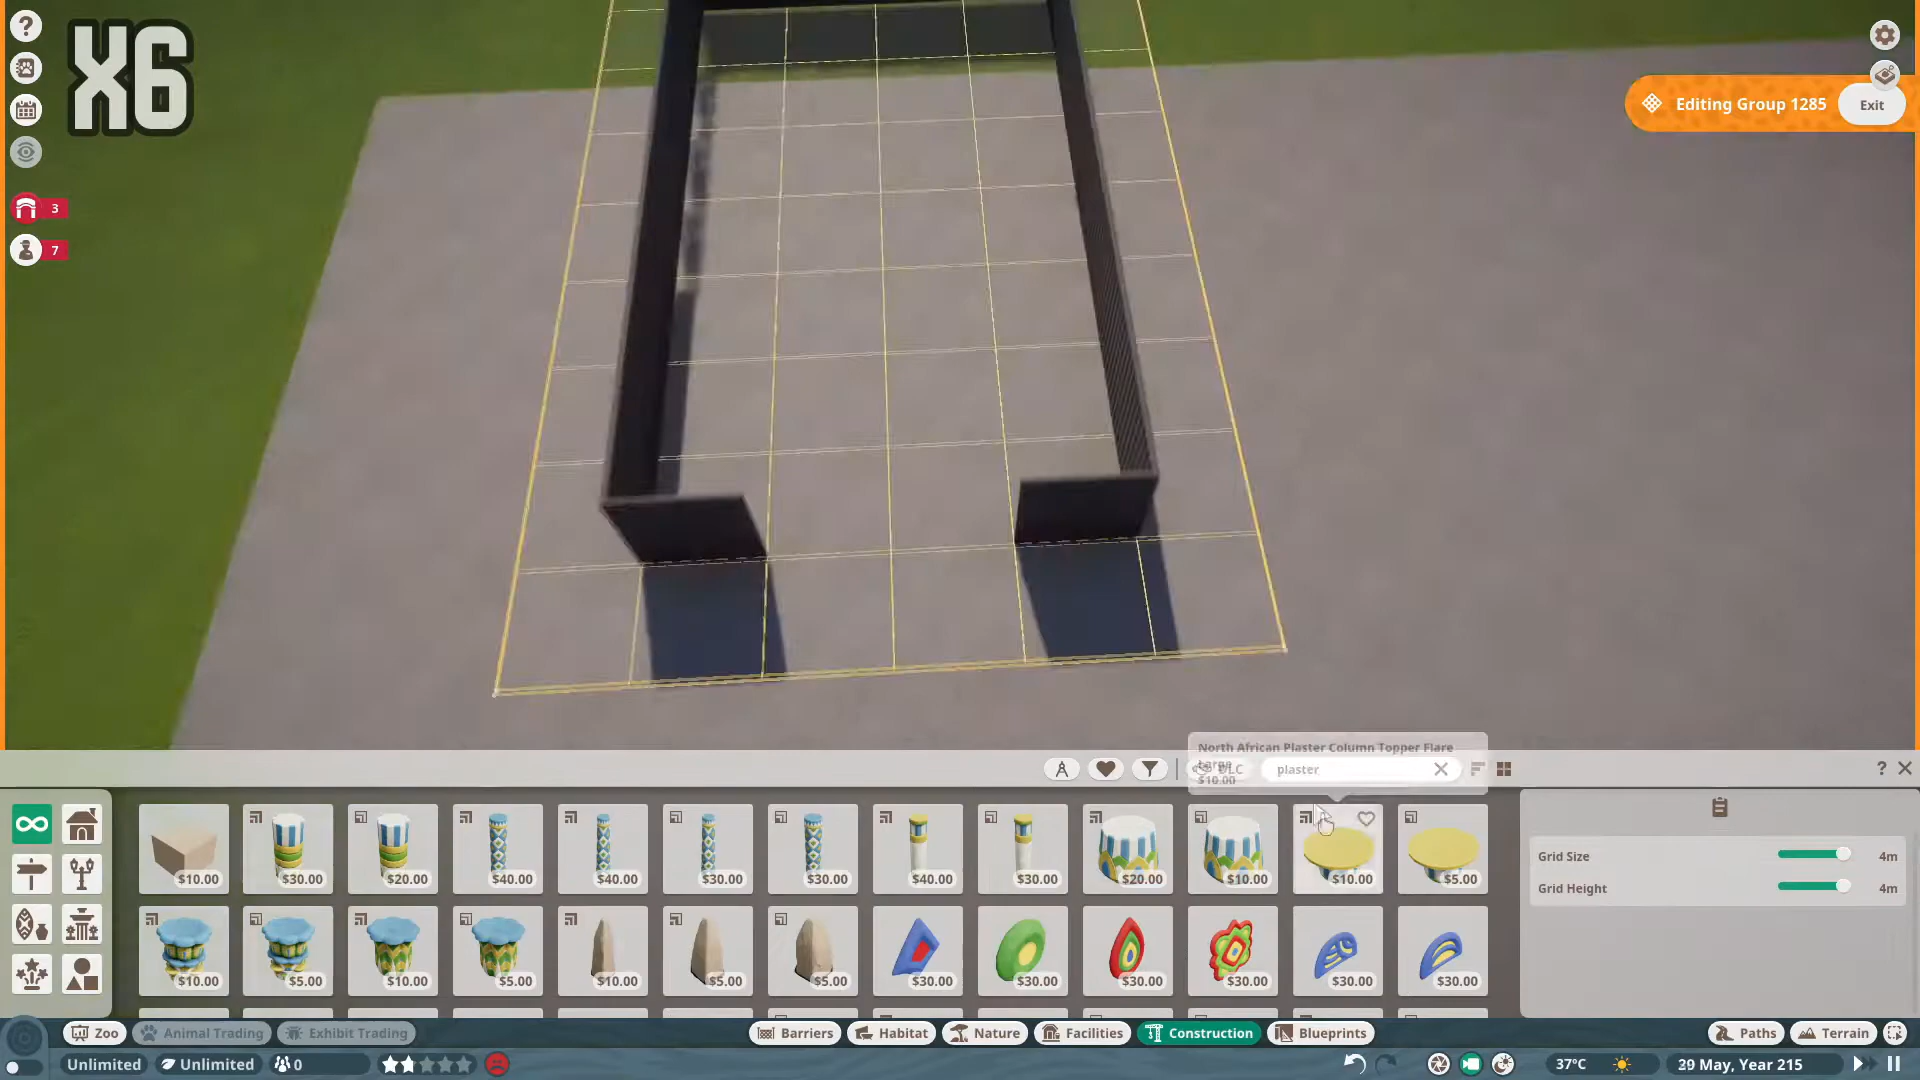 X6
Editing Group 1285
Exit
3
7
North African Plaster Column Topper Flare
Large
$10.00
DLC
plaster
$10.00
$30.00
$20.00
$40.00
$40.00
$30.00
$30.00
$40.00
$30.00
$20.00
$10.00
$10.00
$5.00
$10.00
$5.00
$10.00
$5.00
$10.00
$5.00
$5.00
$30.00
$30.00
$30.00
$30.00
$30.00
$30.00
Grid Size
4m
Grid Height
4m
Zoo
Animal Trading
Exhibit Trading
Barriers
Habitat
Nature
Facilities
Construction
Blueprints
Paths
Terrain
Unlimited
Unlimited
0
37°C
29 May, Year 215